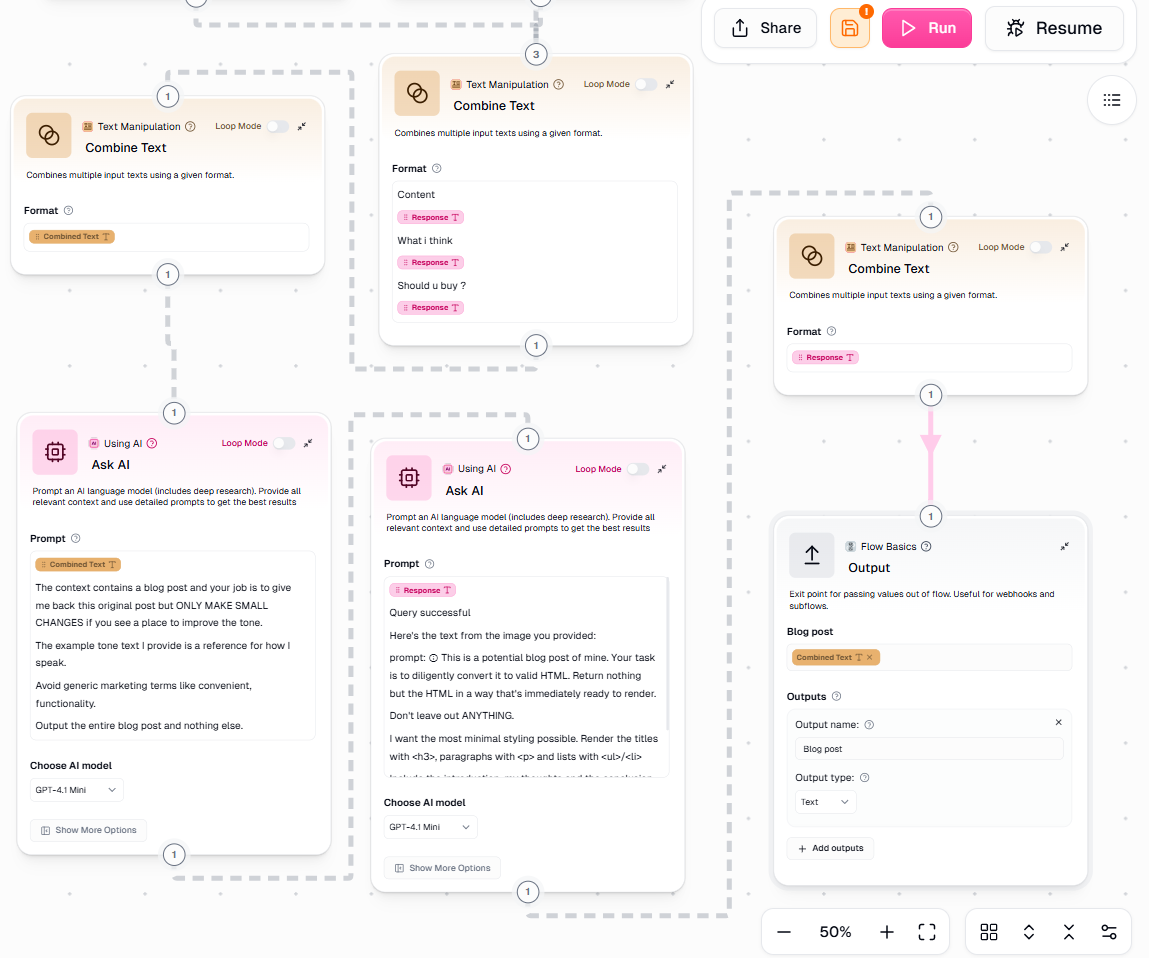 Share
!
Run
Resume
3
Text Manipulation
Loop Mode
Combine Text
Combines multiple input texts using a given format.
Format
Content
Response
What i think
Response
Should u buy ?
Response
1
1
Text Manipulation
Loop Mode
Combine Text
Combines multiple input texts using a given format.
Format
Combined Text
1
1
Using AI
Loop Mode
Ask AI
Prompt an AI language model (includes deep research). Provide all
relevant context and use detailed prompts to get the best results
Prompt
Combined Text
The context contains a blog post and your job is to give
me back this original post but ONLY MAKE SMALL
CHANGES if you see a place to improve the tone.
The example tone text I provide is a reference for how I
speak.
Avoid generic marketing terms like convenient,
functionality.
Output the entire blog post and nothing else.
Choose AI model
GPT-4.1 Mini
Show More Options
1
1
Using AI
Loop Mode
Ask AI
Prompt an AI language model (includes deep research). Provide all
relevant context and use detailed prompts to get the best results
Prompt
Response
Query successful
Here's the text from the image you provided:
prompt: This is a potential blog post of mine. Your task
is to diligently convert it to valid HTML. Return nothing
but the HTML in a way that's immediately ready to render.
Don't leave out ANYTHING.
I want the most minimal styling possible. Render the titles
with <h3>, paragraphs with <p> and lists with <ul>/<li>
Include the introduction, my thoughts and the conclusion
Choose AI model
GPT-4.1 Mini
Show More Options
1
1
Text Manipulation
Loop Mode
Combine Text
Combines multiple input texts using a given format.
Format
Response
1
1
Flow Basics
Output
Exit point for passing values out of flow. Useful for webhooks and
subflows.
Blog post
Combined Text
Outputs
Output name:
Blog post
Output type:
Text
Add outputs
50%